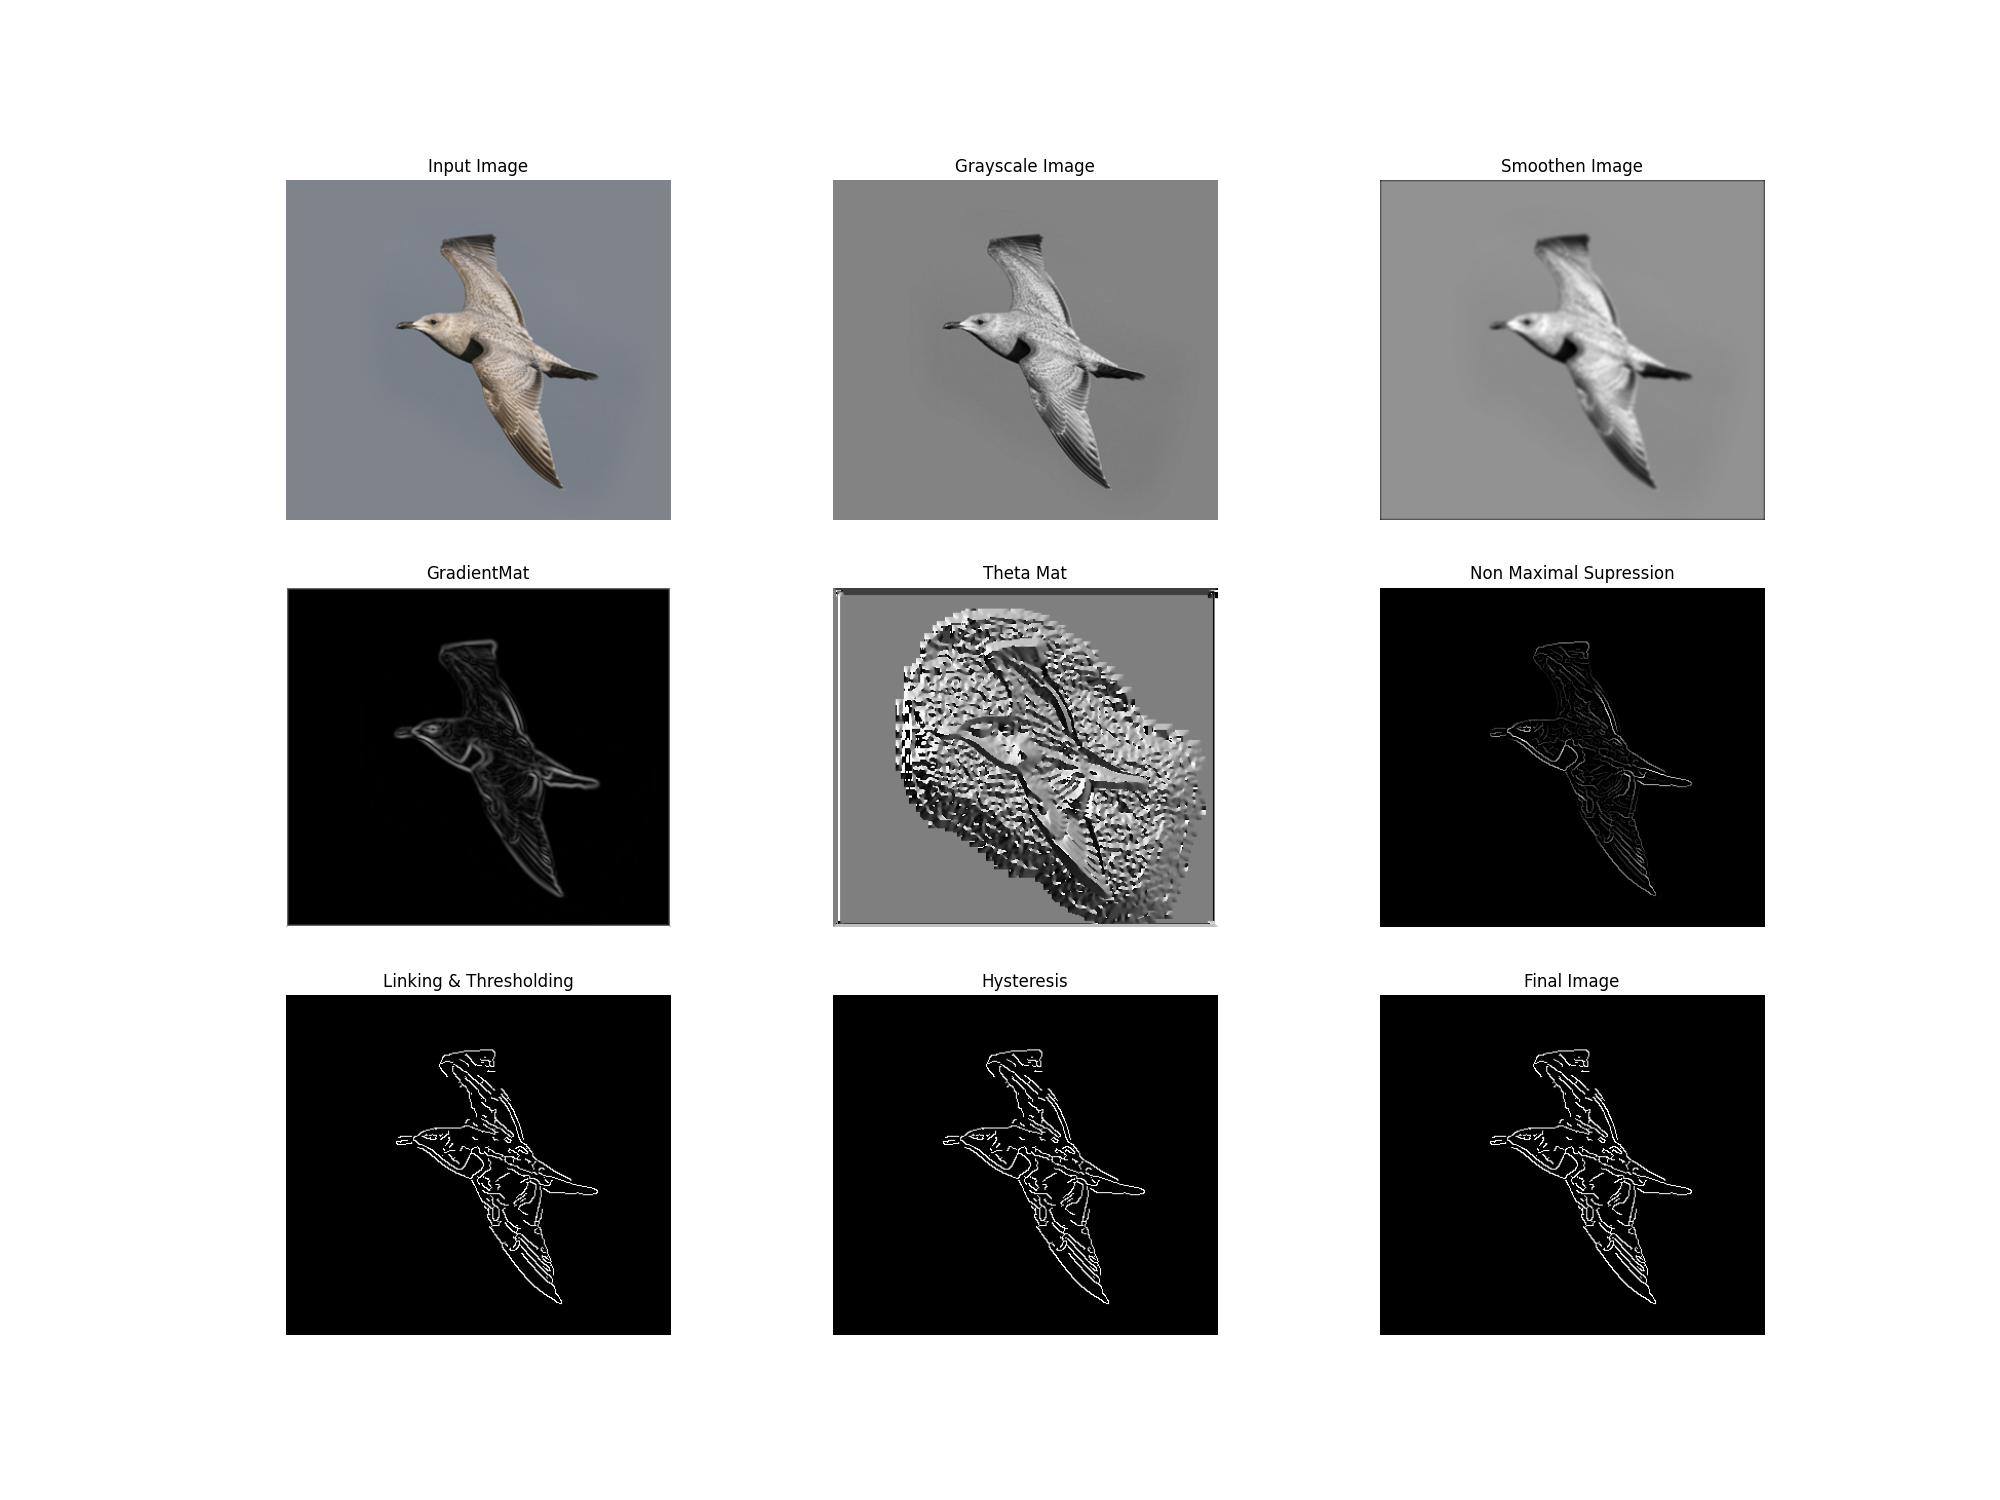 Input Image
Grayscale Image
Smoothen Image
GradientMat
Theta Mat
Non Maximal Supression
Linking & Thresholding
Hysteresis
Final Image